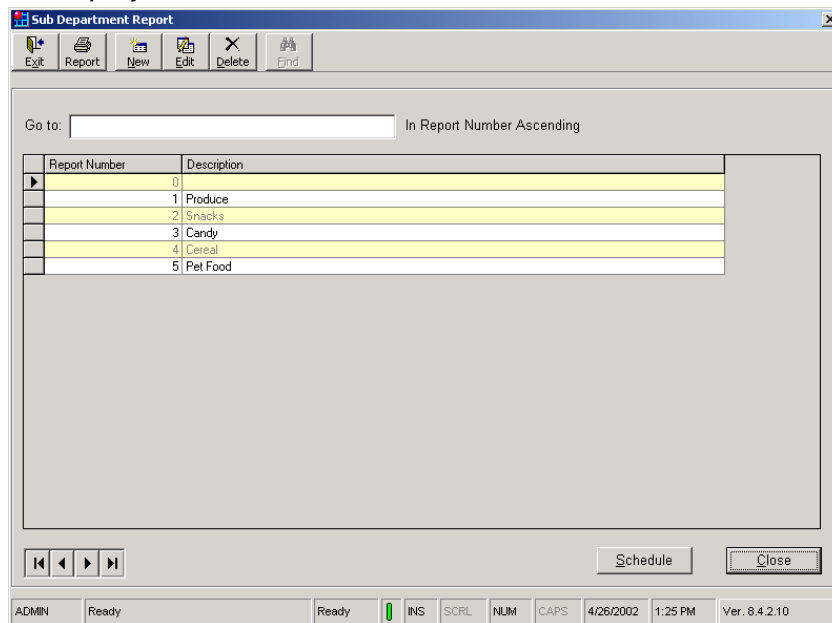 Sub Department Report
Exit Report New Edit Delete Find
Go to: In Report Number Ascending
Report Number Description
0
1 Produce
2 Snacks
3 Candy
4 Cereal
5 Pet Food
Schedule Close
ADMIN Ready Ready INS SCRL NUM CAPS 4/26/2002 1:25 PM Ver. 8.4.2.10